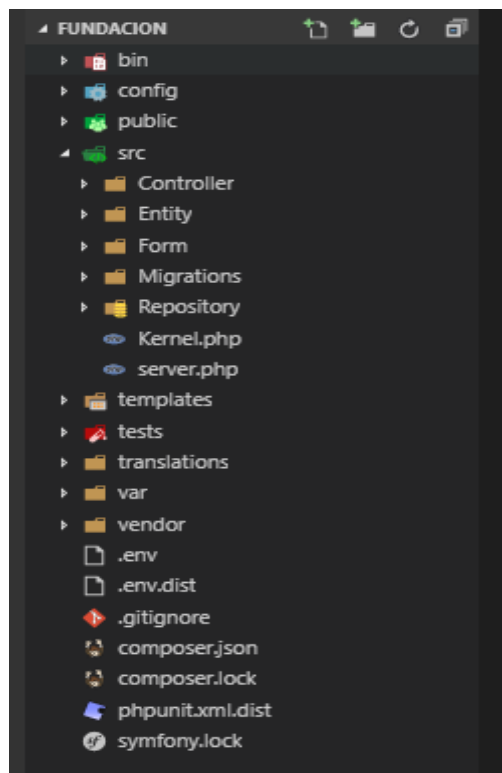 FUNDACION
bin
config
public
src
Controller
Entity
Form
Migrations
Repository
Kernel.php
server.php
templates
tests
translations
var
vendor
.env
.env.dist
.gitignore
composer.json
composer.lock
phpunit.xml.dist
symfony.lock